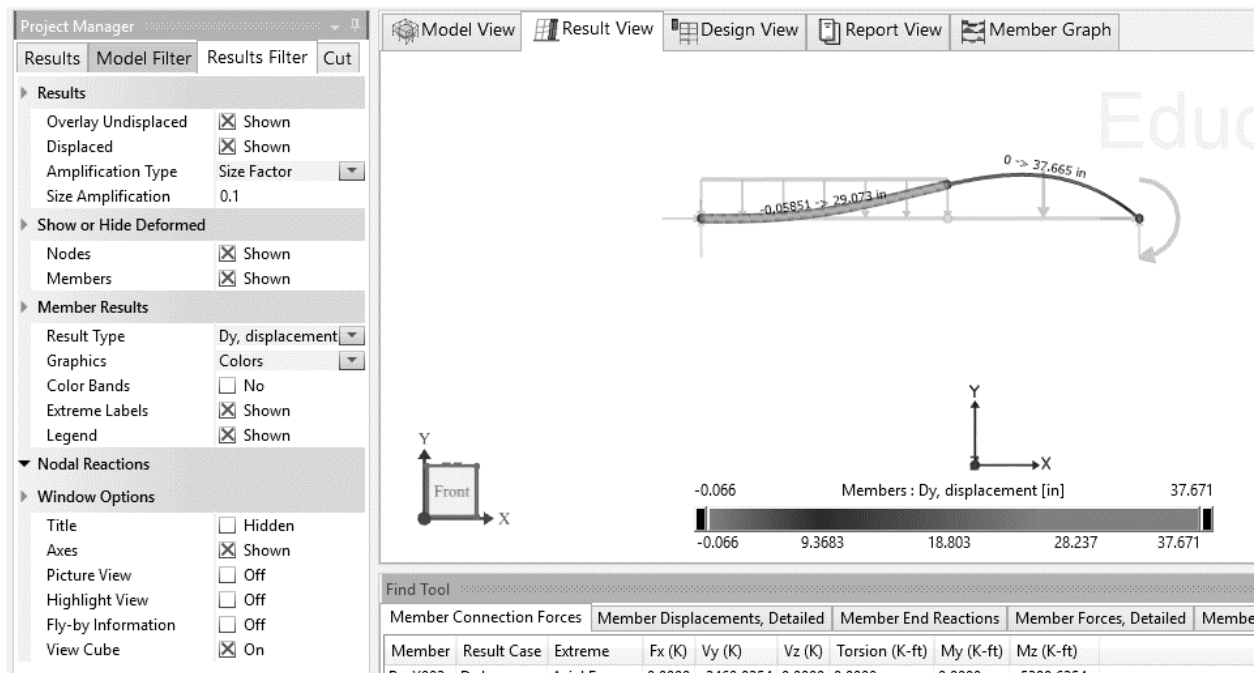 Project Manager
Results Model Filter Results Filter Cut
Results
Overlay Undisplaced Shown
Displaced Shown
Amplification Type Size Factor
Size Amplification 0.1
Show or Hide Deformed
Nodes Shown
Members Shown
Member Results
Result Type Dy, displacement
Graphics Colors
Color Bands No
Extreme Labels Shown
Legend Shown
Nodal Reactions
Window Options
Title Hidden
Axes Shown
Picture View Off
Highlight View Off
Fly-by Information Off
View Cube On
Model View Result View Design View Report View Member Graph
Educ
0 -> 37.665 in
-0.05851 -> 29.073 in
Y
X
Y
Front
X
-0.066 Members : Dy, displacement [in] 37.671
-0.066 9.3683 18.803 28.237 37.671
Find Tool
Member Connection Forces Member Displacements, Detailed Member End Reactions Member Forces, Detailed Membe
Member Result Case Extreme Fx (K) Vy (K) Vz (K) Torsion (K-ft) My (K-ft) Mz (K-ft)